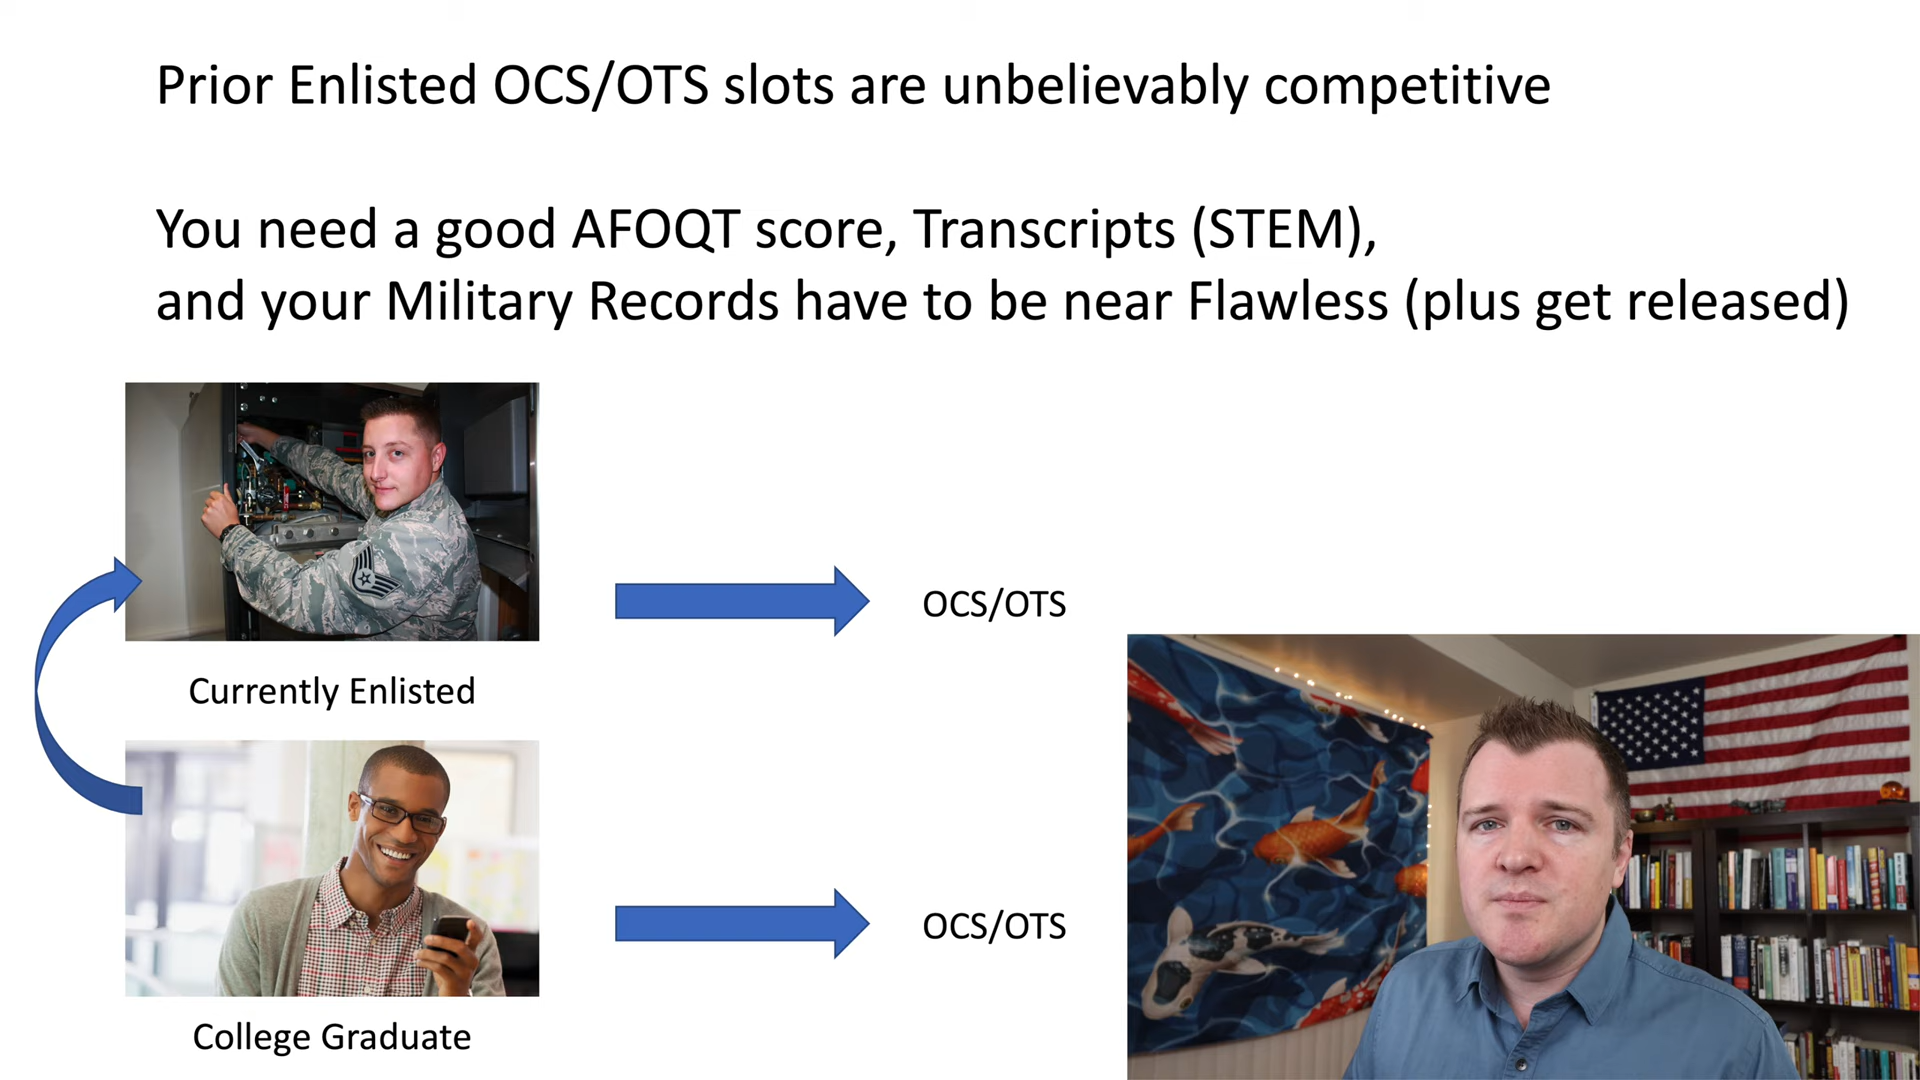 Prior Enlisted OCS/OTS slots are unbelievably competitive
You need a good AFOQT score, Transcripts (STEM),
and your Military Records have to be near Flawless (plus get released)
OCS/OTS
Currently Enlisted
OCS/OTS
College Graduate